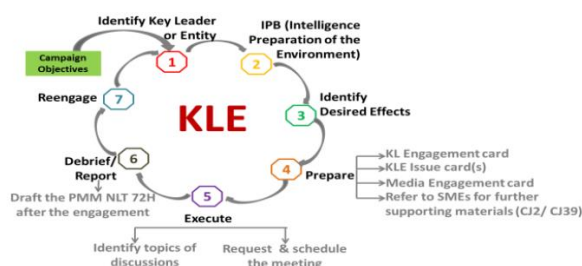 Identify Key Leader
or Entity
IPB (Intelligence
Preparation of the
Environment)
Campaign
Objectives
1
2
Reengage
7
KLE
3
Identify
Desired Effects
Debrief/
Report
6
4
Prepare
KL Engagement card
KLE Issue card(s)
Media Engagement card
Refer to SMEs for further
supporting materials (CJ2/ CJ39)
Draft the PMM NLT 72H
after the engagement
5
Execute
Identify topics of
discussions
Request & schedule
the meeting